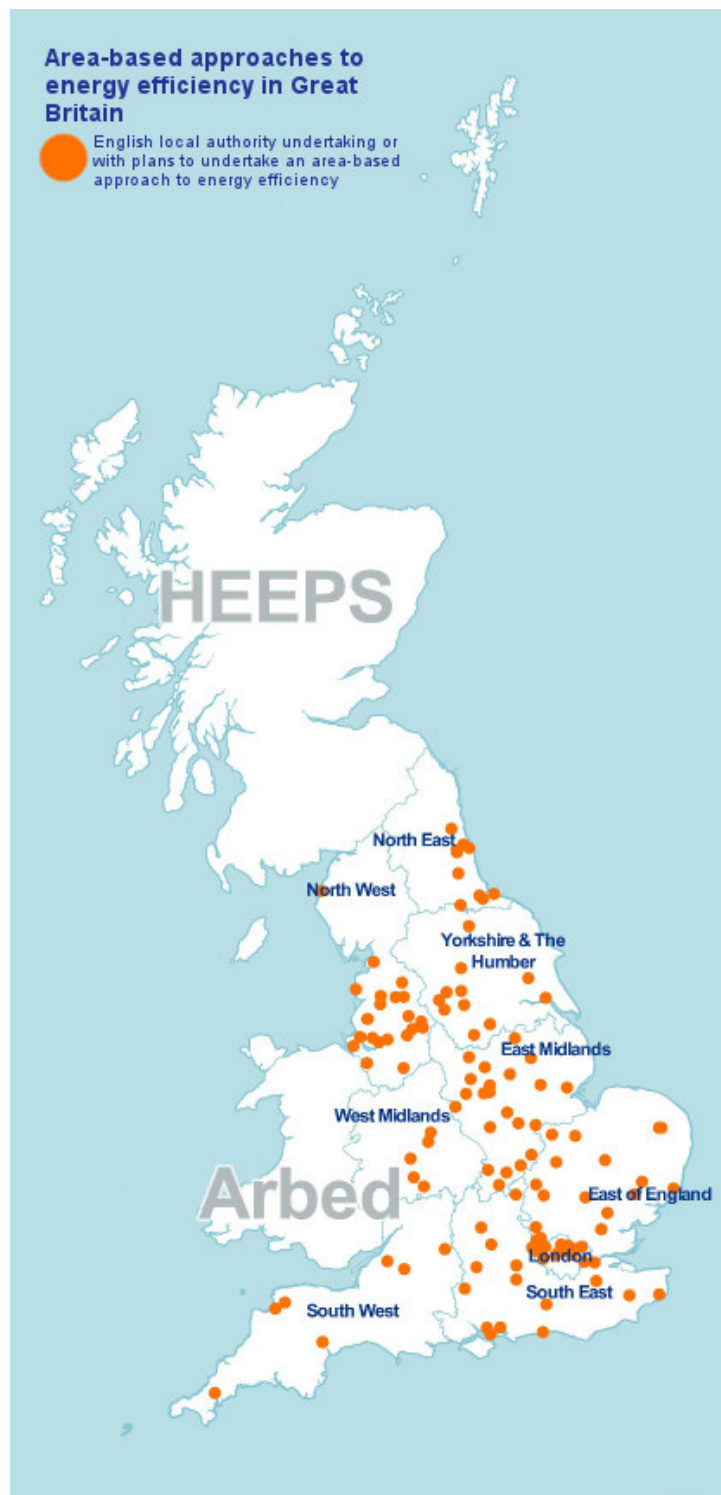 Area-based approaches to
energy efficiency in Great
Britain
English local authority undertaking or
with plans to undertake an area-based
approach to energy efficiency
HEEPS
North East
North West
Yorkshire & The
Humber
East Midlands
West Midlands
Arbed
East of England
London
South East
South West